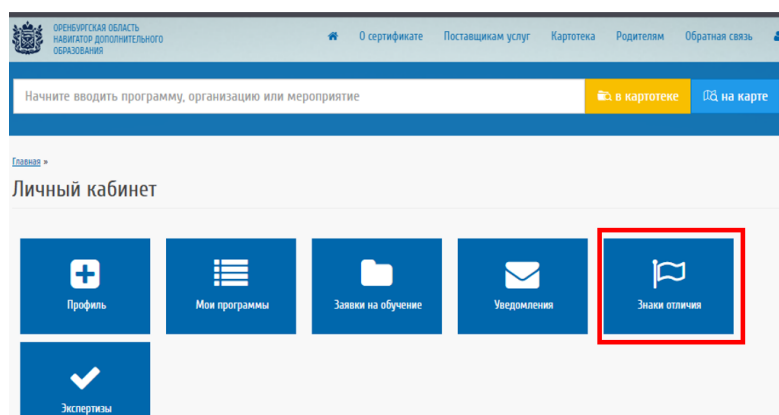 ОРЕНБУРГСКАЯ ОБЛАСТЬ
НАВИГАТОР ДОПОЛНИТЕЛЬНОГО
ОБРАЗОВАНИЯ
О сертификате Поставщикам услуг Картотека Родителям Обратная связь
Начните вводить программу, организацию или мероприятие
в картотеке
на карте
Главная »
Личный кабинет
Профиль
Мои программы
Заявки на обучение
Уведомления
Знаки отличия
Экспертизы